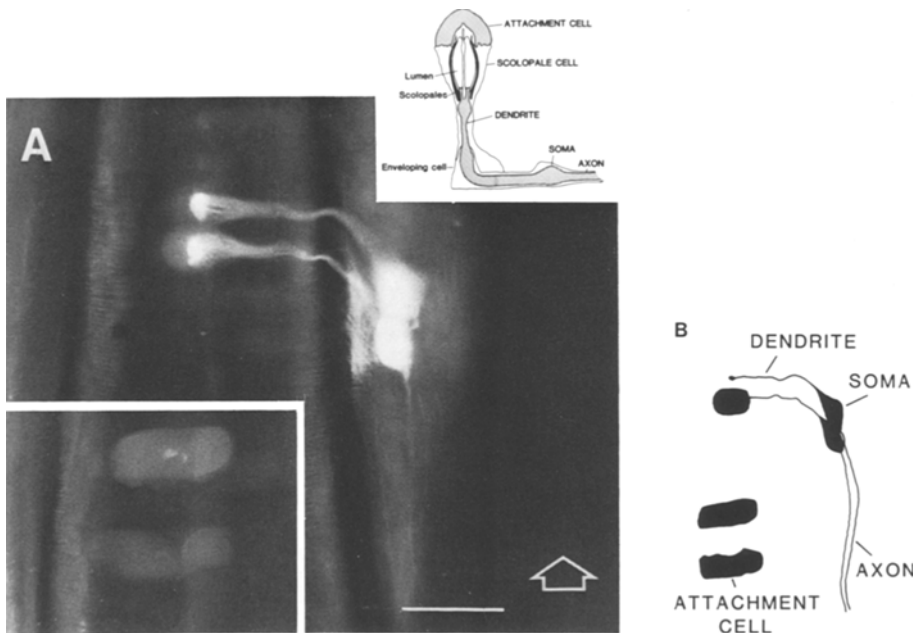 ATTACHMENT CELL
SCOLOPALE CELL
Lumen
Scolopales
DENDRITE
SOMA
Enveloping cell
AXON
A
B
DENDRITE
SOMA
AXON
ATTACHMENT
CELL